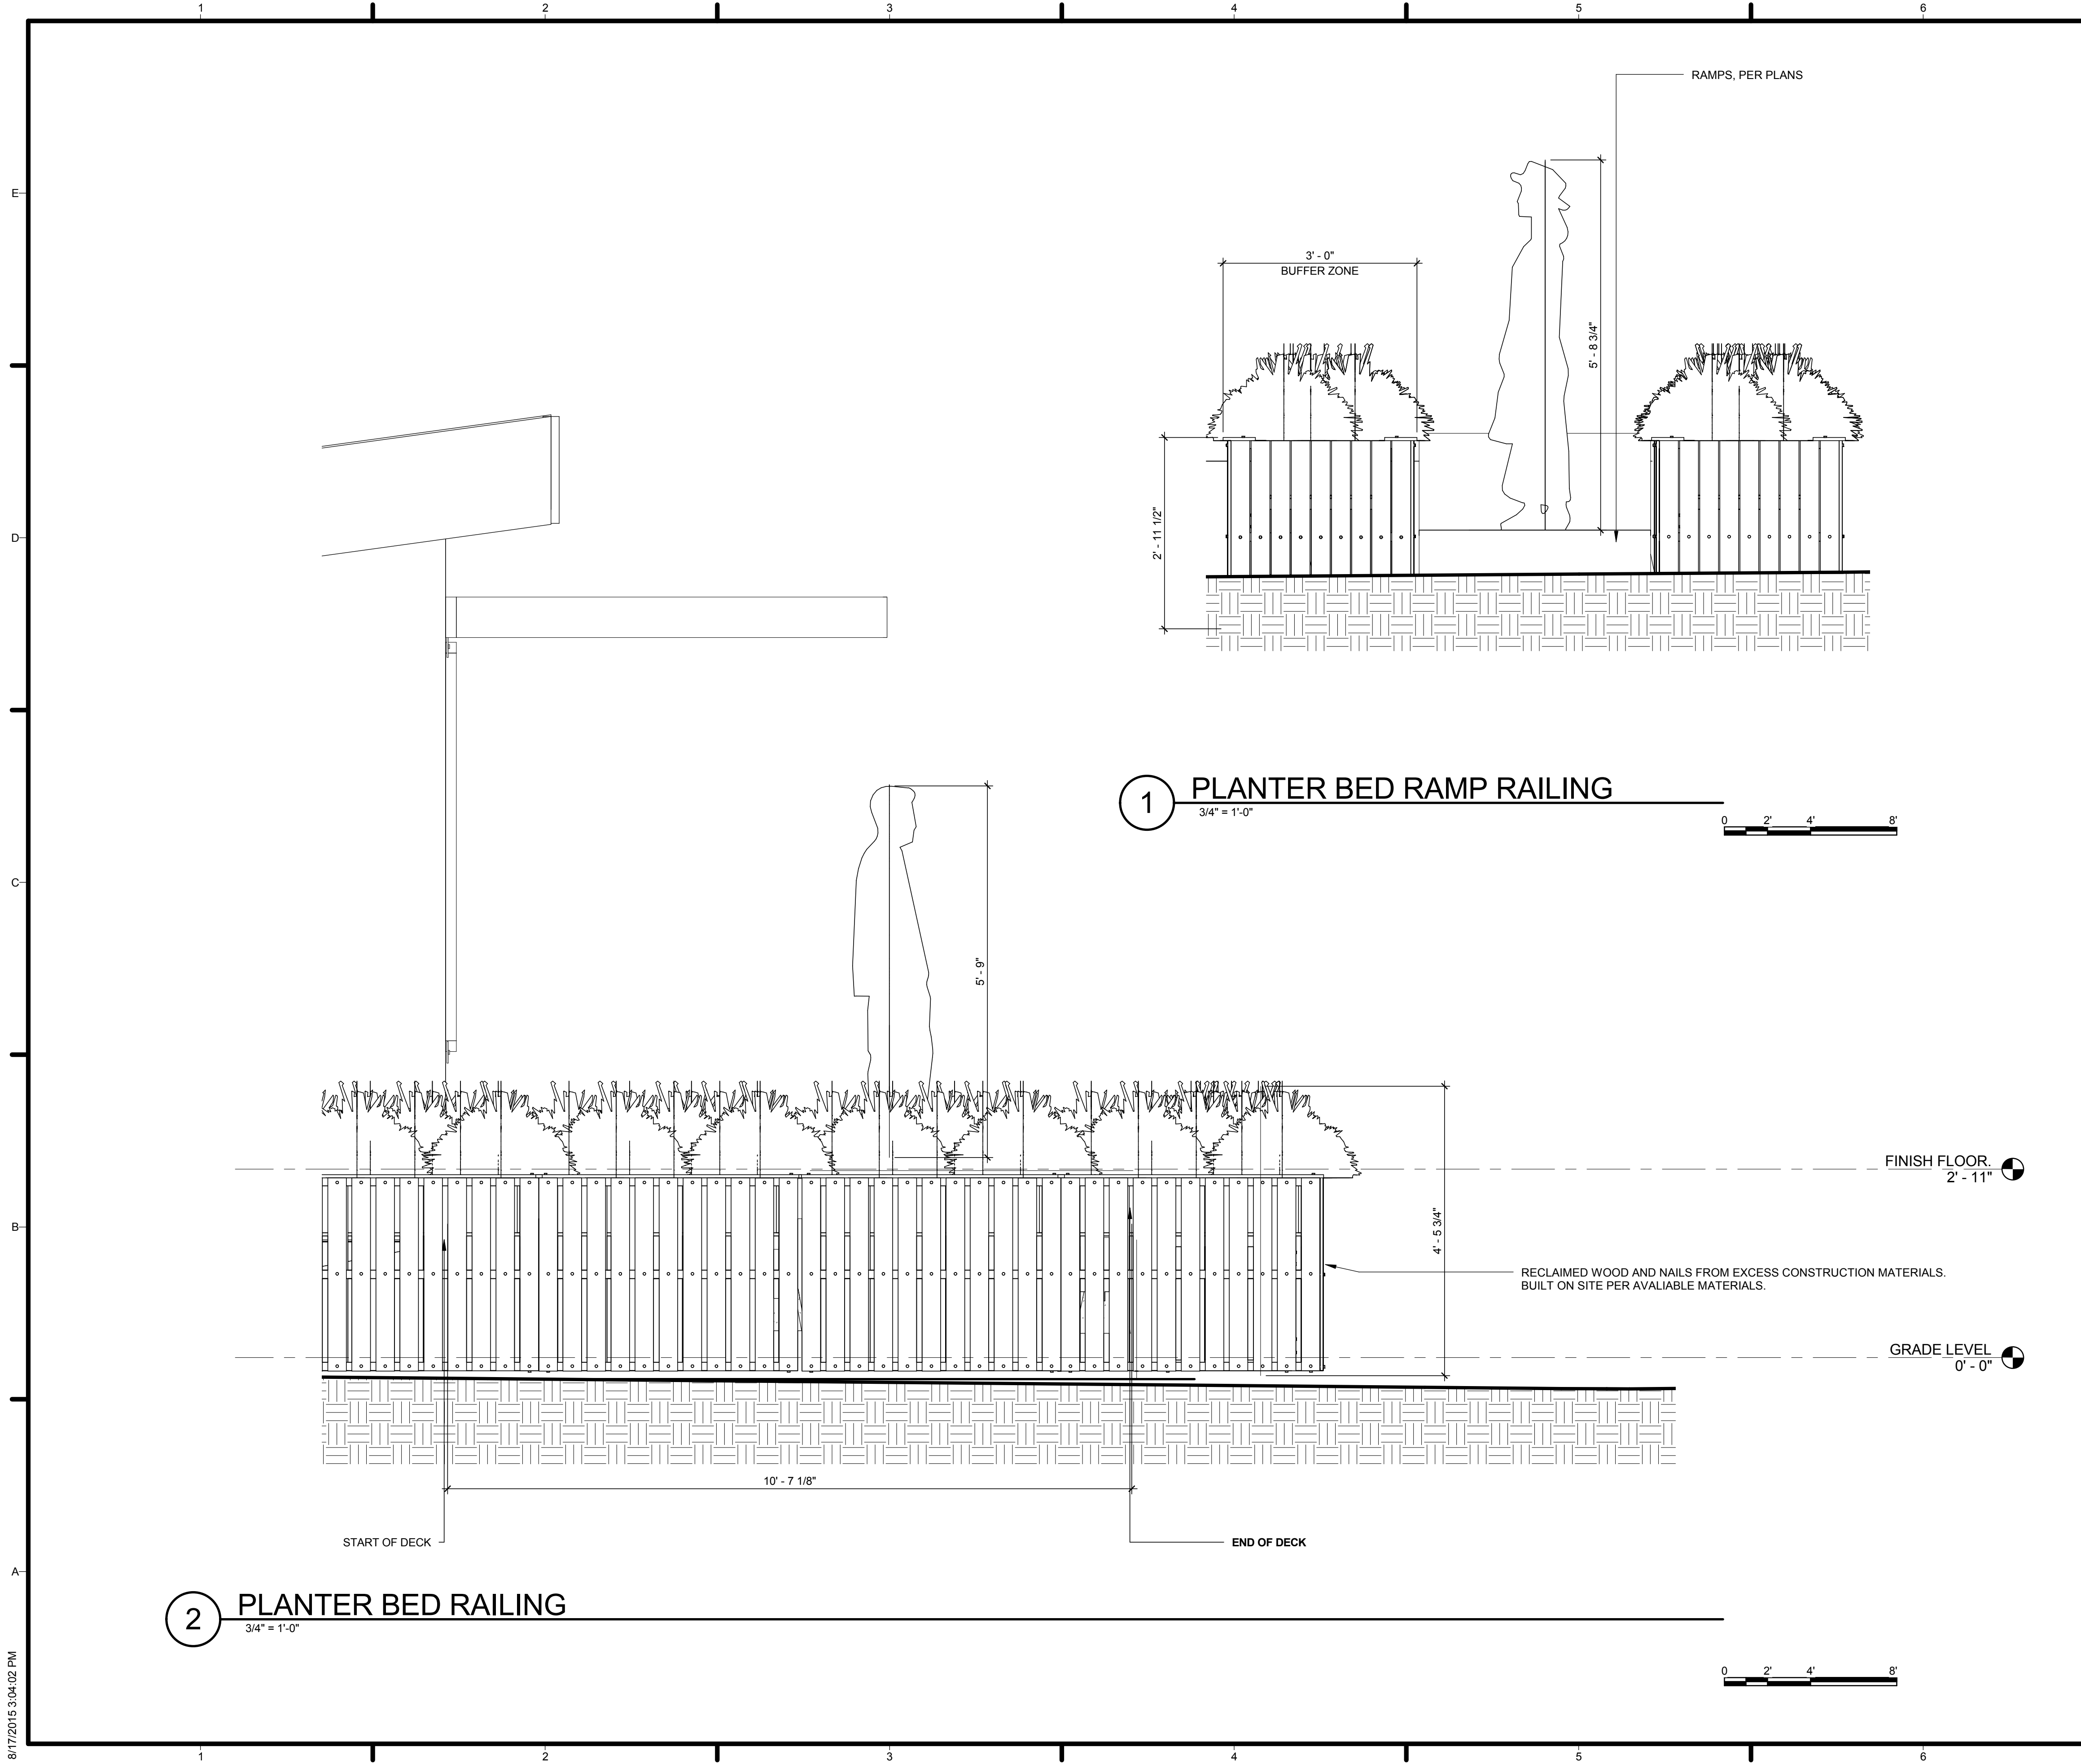 1 2 3 4 5 6
RAMPS, PER PLANS
E
3' - 0"
BUFFER ZONE
5' - 8 3/4"
2' - 11 1/2"
D
1 PLANTER BED RAMP RAILING
3/4" = 1'-0"
0 2' 4' 8'
C
5' - 9"
FINISH FLOOR.
2' - 11"
B
4' - 5 3/4"
RECLAIMED WOOD AND NAILS FROM EXCESS CONSTRUCTION MATERIALS.
BUILT ON SITE PER AVALIABLE MATERIALS.
GRADE LEVEL
0' - 0"
10' - 7 1/8"
START OF DECK
END OF DECK
A
2 PLANTER BED RAILING
3/4" = 1'-0"
0 2' 4' 8'
8/17/2015 3:04:02 PM
1 2 3 4 5 6